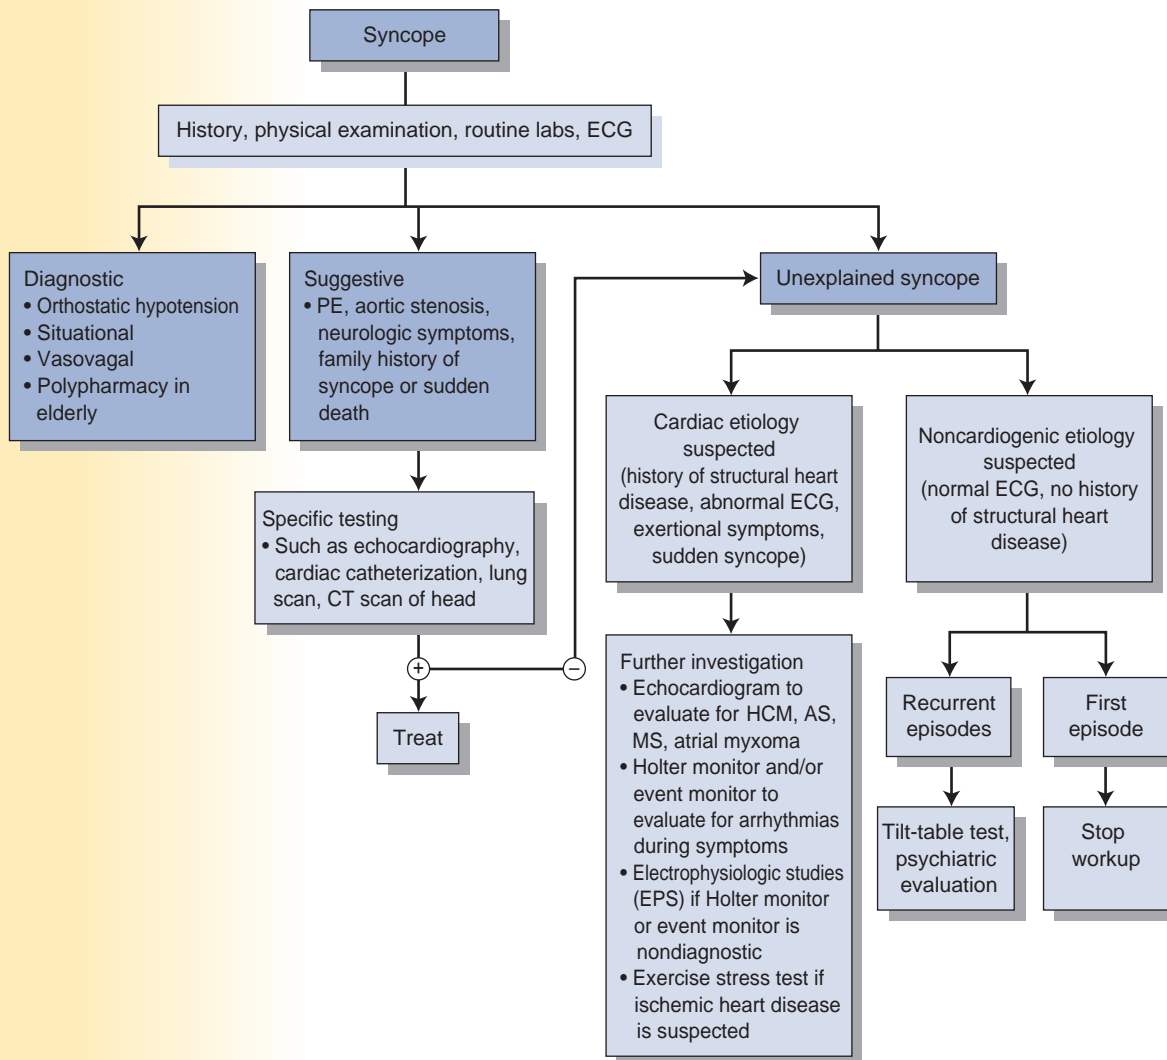 Syncope
History, physical examination, routine labs, ECG
Diagnostic
• Orthostatic hypotension
• Situational
• Vasovagal
• Polypharmacy in
elderly
Suggestive
• PE, aortic stenosis,
neurologic symptoms,
family history of
syncope or sudden
death
Unexplained syncope
Specific testing
• Such as echocardiography,
cardiac catheterization, lung
scan, CT scan of head
+
−
Treat
Cardiac etiology
suspected
(history of structural heart
disease, abnormal ECG,
exertional symptoms,
sudden syncope)
Noncardiogenic etiology
suspected
(normal ECG, no history
of structural heart
disease)
Further investigation
• Echocardiogram to
evaluate for HCM, AS,
MS, atrial myxoma
• Holter monitor and/or
event monitor to
evaluate for arrhythmias
during symptoms
• Electrophysiologic studies
(EPS) if Holter monitor
or event monitor is
nondiagnostic
• Exercise stress test if
ischemic heart disease
is suspected
Recurrent
episodes
First
episode
Tilt-table test,
psychiatric
evaluation
Stop
workup